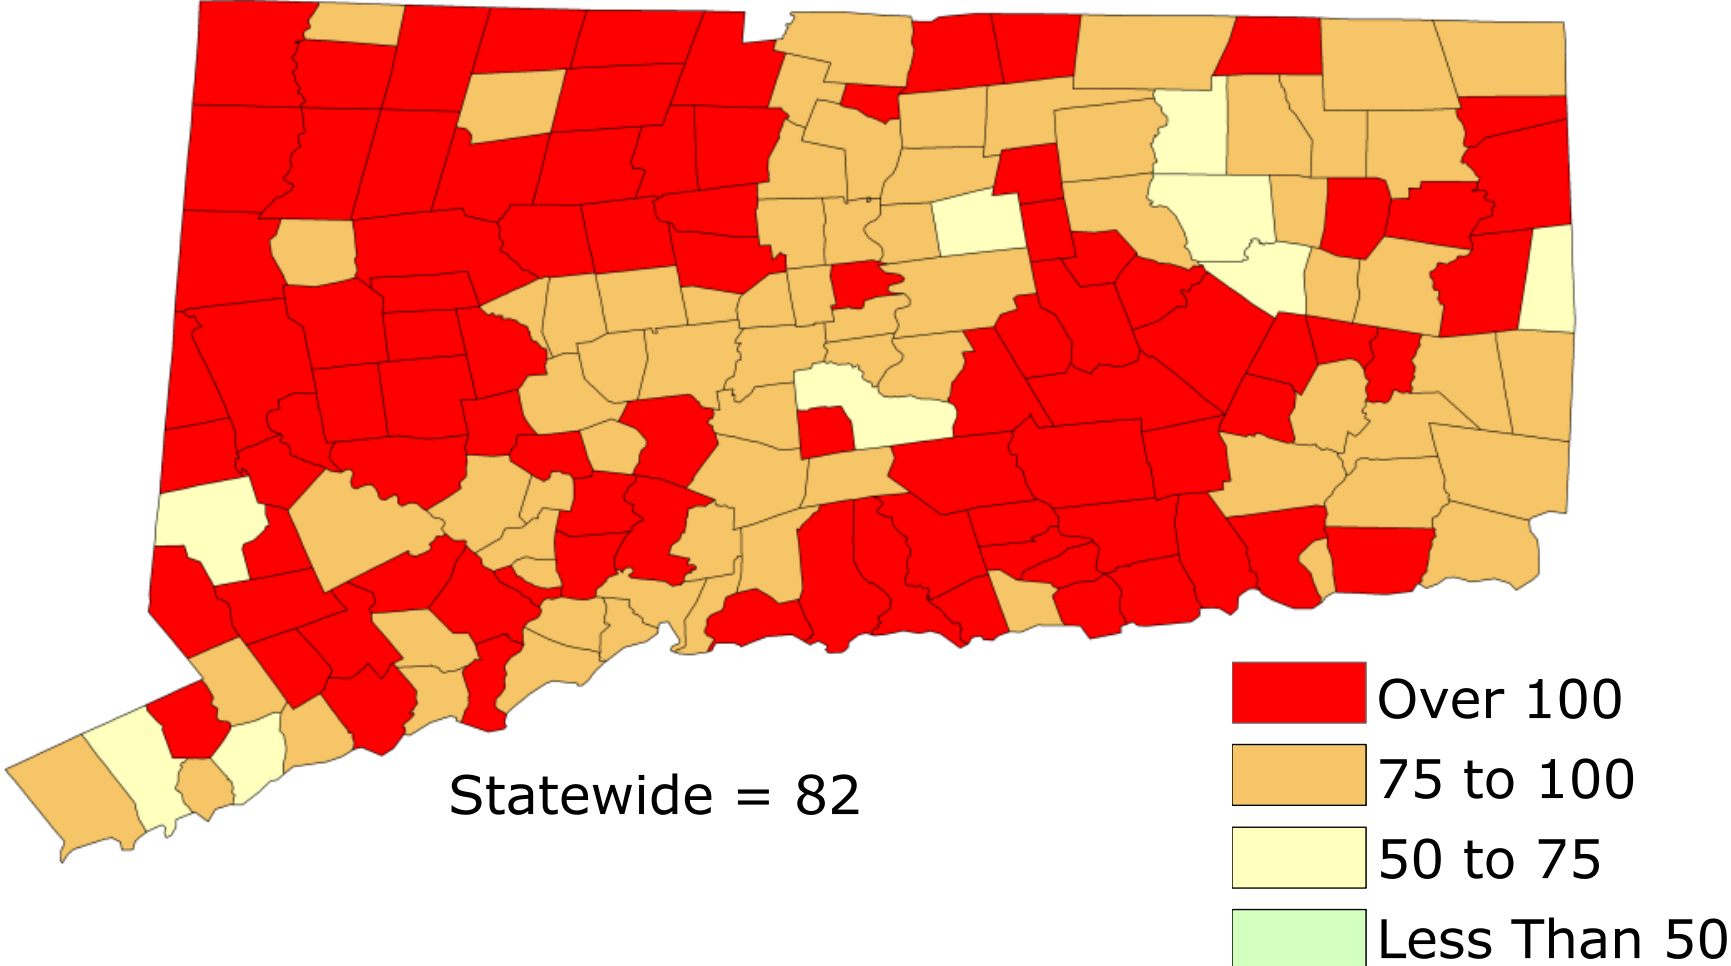 Over 100
75 to 100
Statewide = 82
50 to 75
Less Than 50